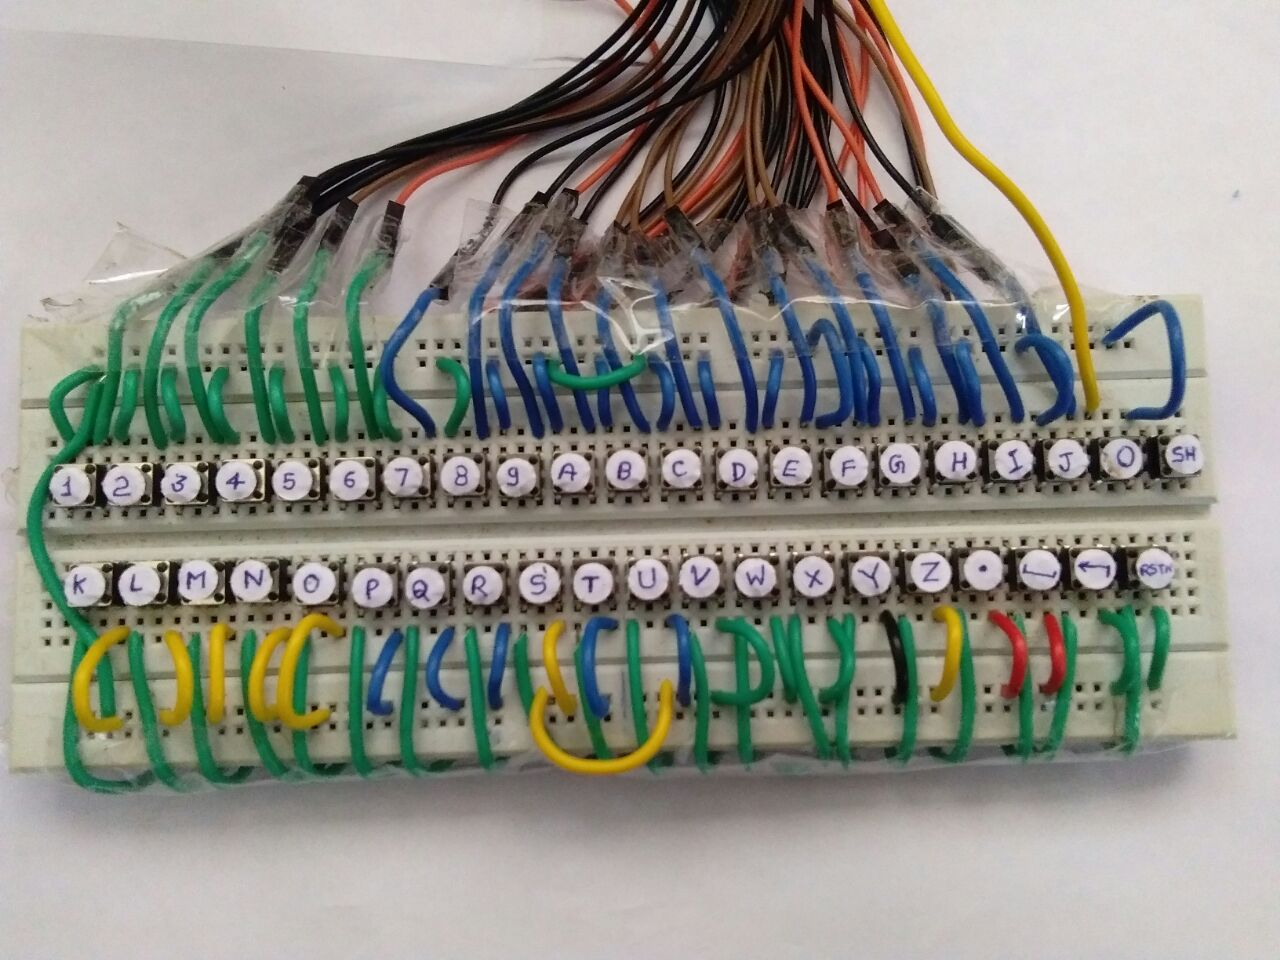 1 2 3 4 5 6 7 8 9 A B C D E F G H I J O SH
K L M N O P Q R S T U V W X Y Z • ⎵ ↰ RSTN